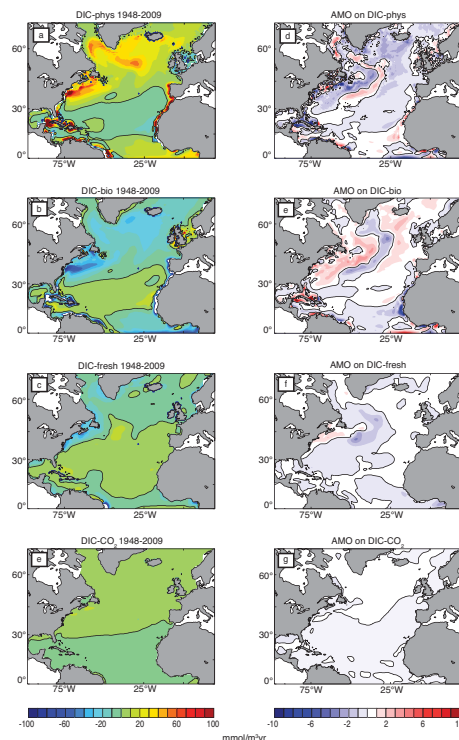 DIC-phys 1948-2009
AMO on DIC-phys
a
d
60°
60°
30°
30°
0°
0°
75°W
25°W
75°W
25°W
DIC-bio 1948-2009
AMO on DIC-bio
b
e
60°
60°
30°
30°
0°
0°
75°W
25°W
75°W
25°W
DIC-fresh 1948-2009
AMO on DIC-fresh
c
f
60°
60°
30°
30°
0°
0°
75°W
25°W
75°W
25°W
DIC-CO₂ 1948-2009
AMO on DIC-CO₂
e
g
60°
60°
30°
30°
0°
0°
75°W
25°W
75°W
25°W
-100 -60 -20 20 60 100
-10 -6 -2 2 6 1
mmol/m³yr